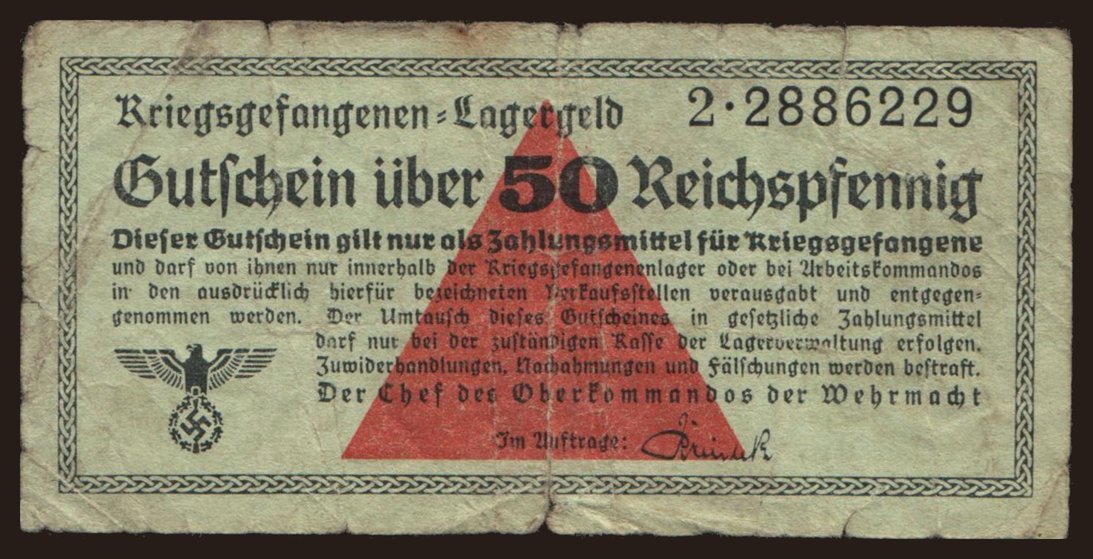 Kriegsgefangenen-Lagergeld 2·2886229
Gutschein über 50 Reichspfennig
Dieser Gutschein gilt nur als Zahlungsmittel für Kriegsgefangene
und darf von ihnen nur innerhalb der Kriegsgefangenenlager oder bei Arbeitskommandos
in den ausdrücklich hierfür bezeichneten Verkaufsstellen verausgabt und entgegen-
genommen werden. Der Umtausch dieses Gutscheines in gesetzliche Zahlungsmittel
darf nur bei der zuständigen Kasse der Lagerverwaltung erfolgen.
Zuwiderhandlungen, Nachahmungen und Fälschungen werden bestraft.
Der Chef des Oberkommandos der Wehrmacht
Im Auftrage: